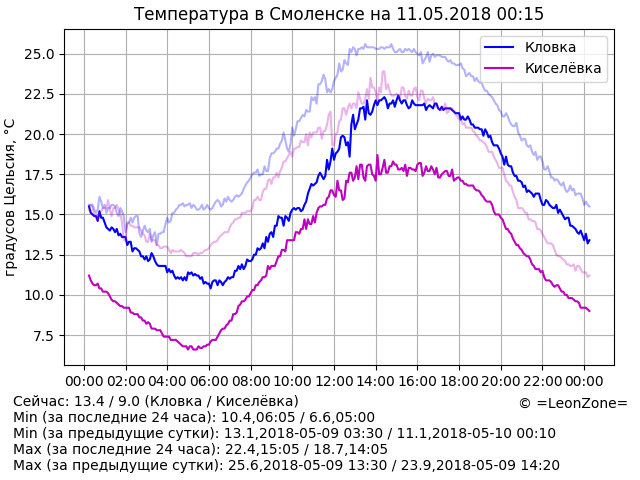 Температура в Смоленске на 11.05.2018 00:15
Кловка
Киселёвка
градусов Цельсия, °C
25.0
22.5
20.0
17.5
15.0
12.5
10.0
7.5
00:00 02:00 04:00 06:00 08:00 10:00 12:00 14:00 16:00 18:00 20:00 22:00 00:00
© =LeonZone=
Сейчас: 13.4 / 9.0 (Кловка / Киселёвка)
Min (за последние 24 часа): 10.4,06:05 / 6.6,05:00
Min (за предыдущие сутки): 13.1,2018-05-09 03:30 / 11.1,2018-05-10 00:10
Max (за последние 24 часа): 22.4,15:05 / 18.7,14:05
Max (за предыдущие сутки): 25.6,2018-05-09 13:30 / 23.9,2018-05-09 14:20